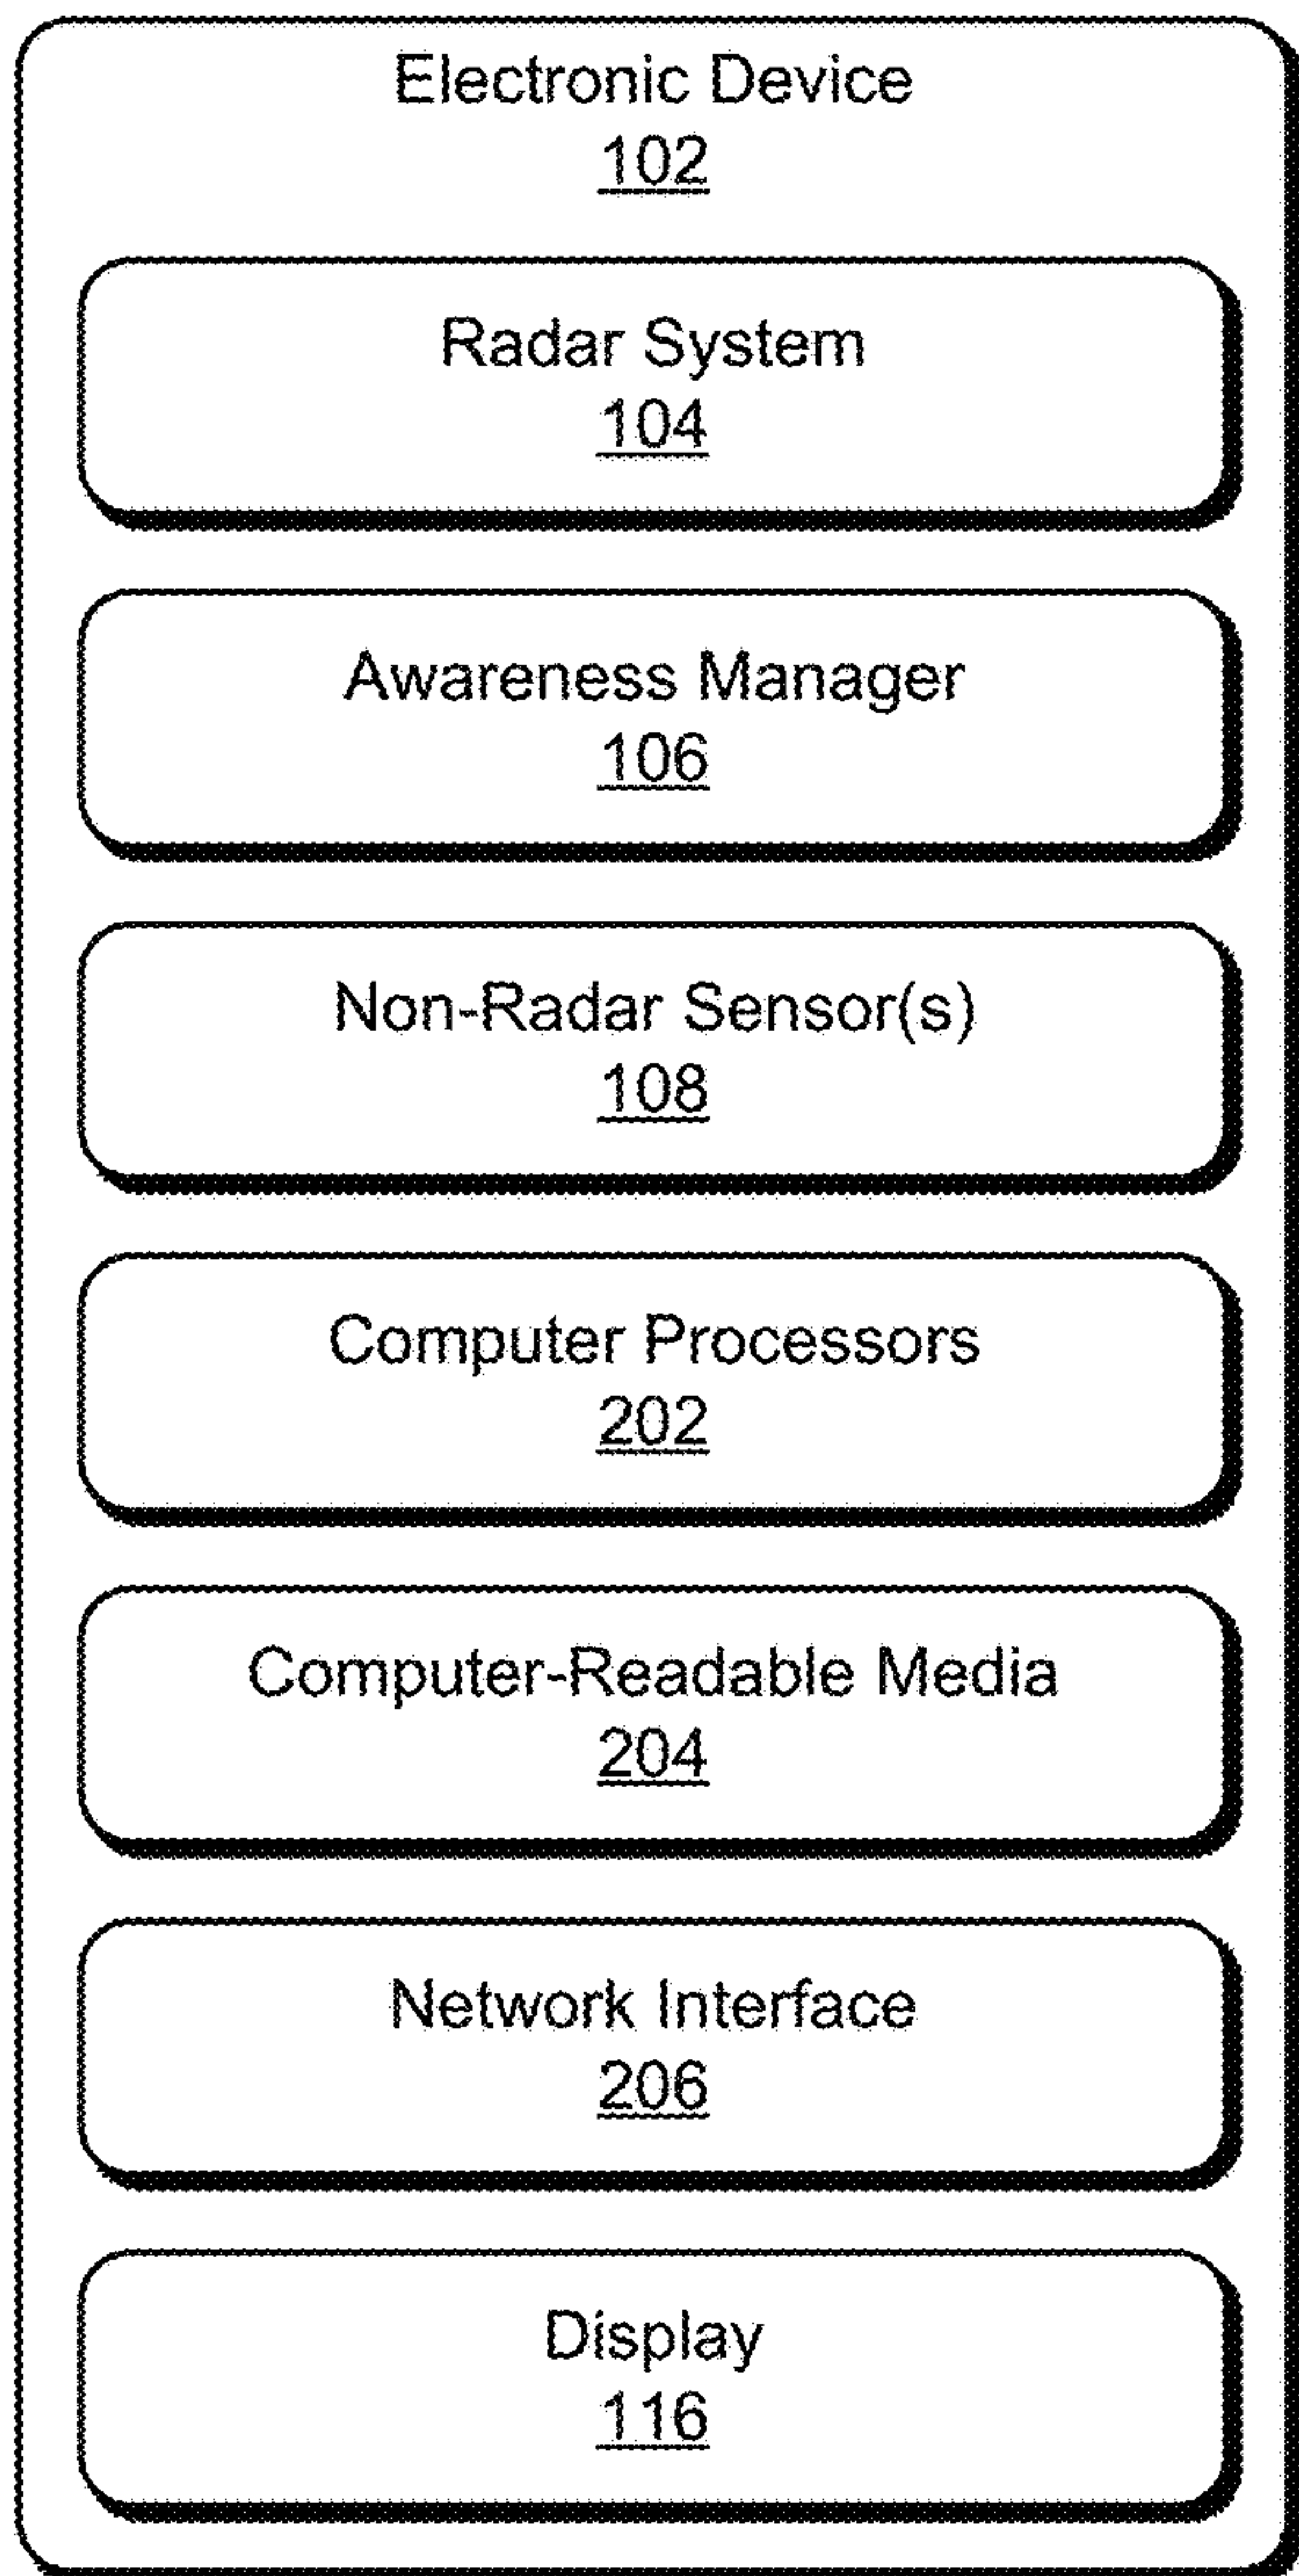 Electronic Device
102
Radar System
104
Awareness Manager
106
Non-Radar Sensor(s)
108
Computer Processors
202
Computer-Readable Media
204
Network Interface
206
Display
116